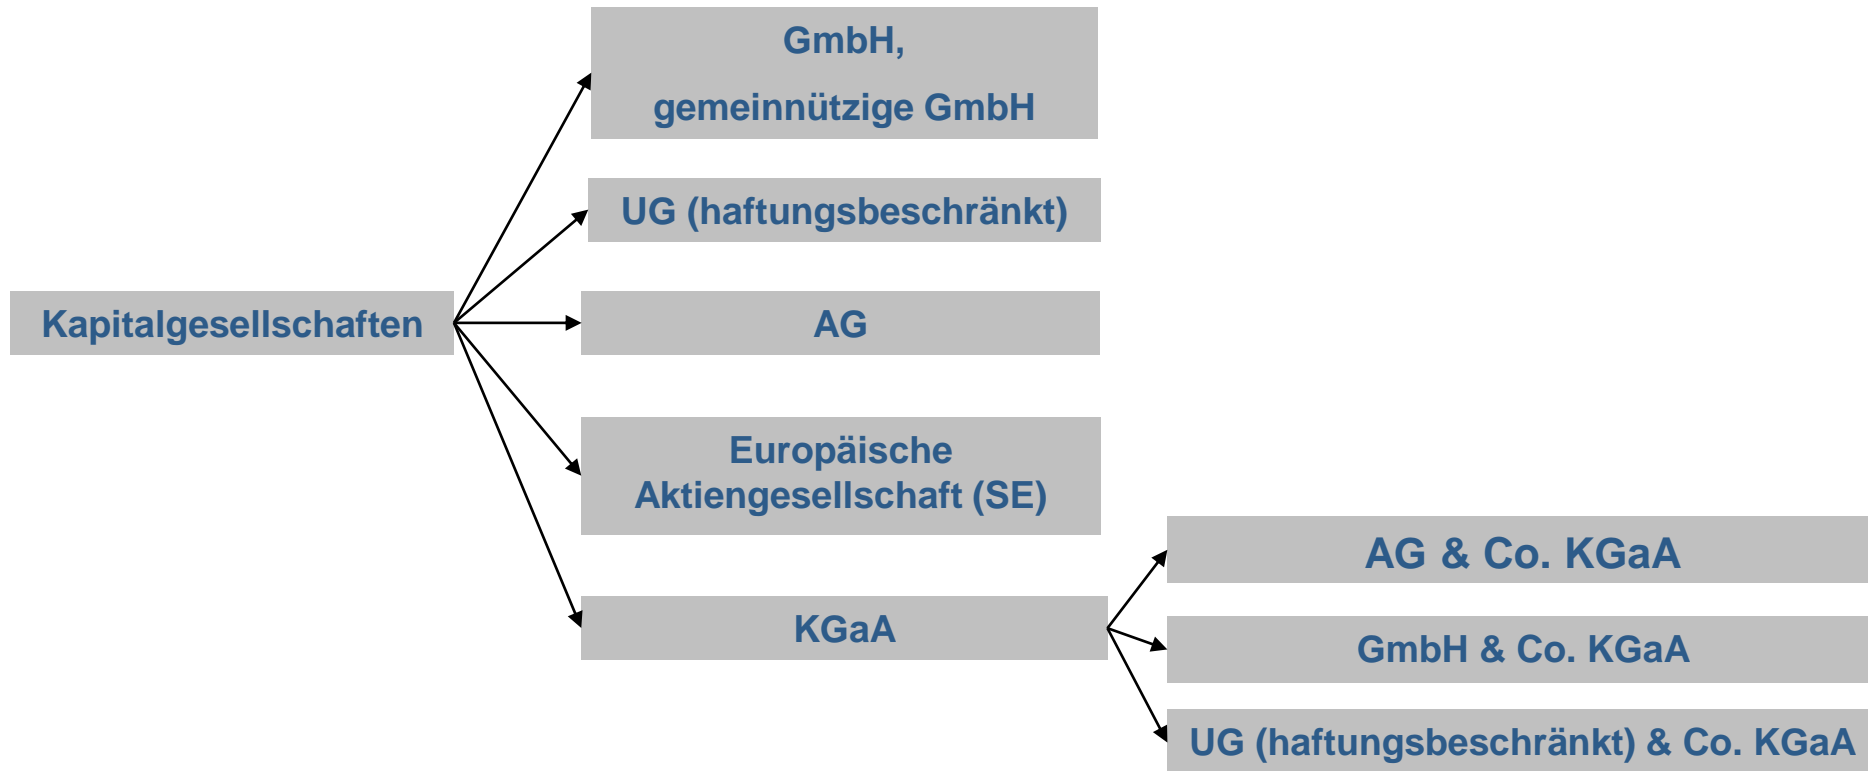 GmbH,
gemeinnützige GmbH
UG (haftungsbeschränkt)
Kapitalgesellschaften
AG
Europäische
Aktiengesellschaft (SE)
KGaA
AG & Co. KGaA
GmbH & Co. KGaA
UG (haftungsbeschränkt) & Co. KGaA